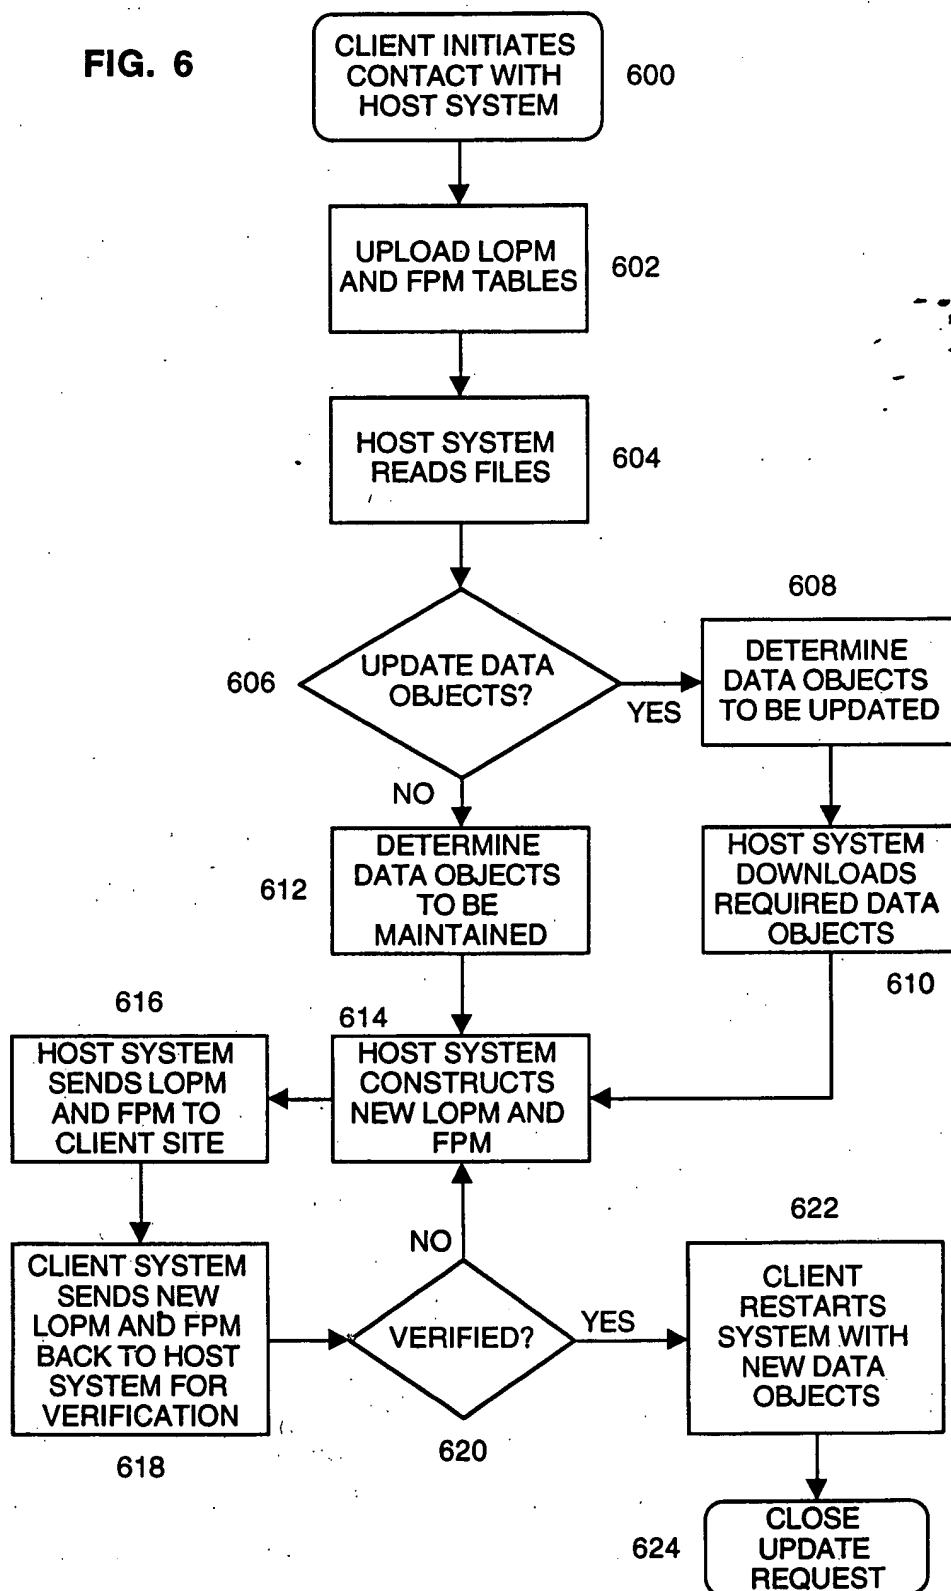 FIG. 6
CLIENT INITIATES
CONTACT WITH
HOST SYSTEM
600
UPLOAD LOPM
AND FPM TABLES
602
HOST SYSTEM
READS FILES
604
606
UPDATE DATA
OBJECTS?
YES
608
DETERMINE
DATA OBJECTS
TO BE UPDATED
NO
612
DETERMINE
DATA OBJECTS
TO BE
MAINTAINED
HOST SYSTEM
DOWNLOADS
REQUIRED DATA
OBJECTS
610
614
HOST SYSTEM
CONSTRUCTS
NEW LOPM AND
FPM
616
HOST SYSTEM
SENDS LOPM
AND FPM TO
CLIENT SITE
CLIENT SYSTEM
SENDS NEW
LOPM AND FPM
BACK TO HOST
SYSTEM FOR
VERIFICATION
618
NO
VERIFIED?
620
YES
622
CLIENT
RESTARTS
SYSTEM WITH
NEW DATA
OBJECTS
624
CLOSE
UPDATE
REQUEST